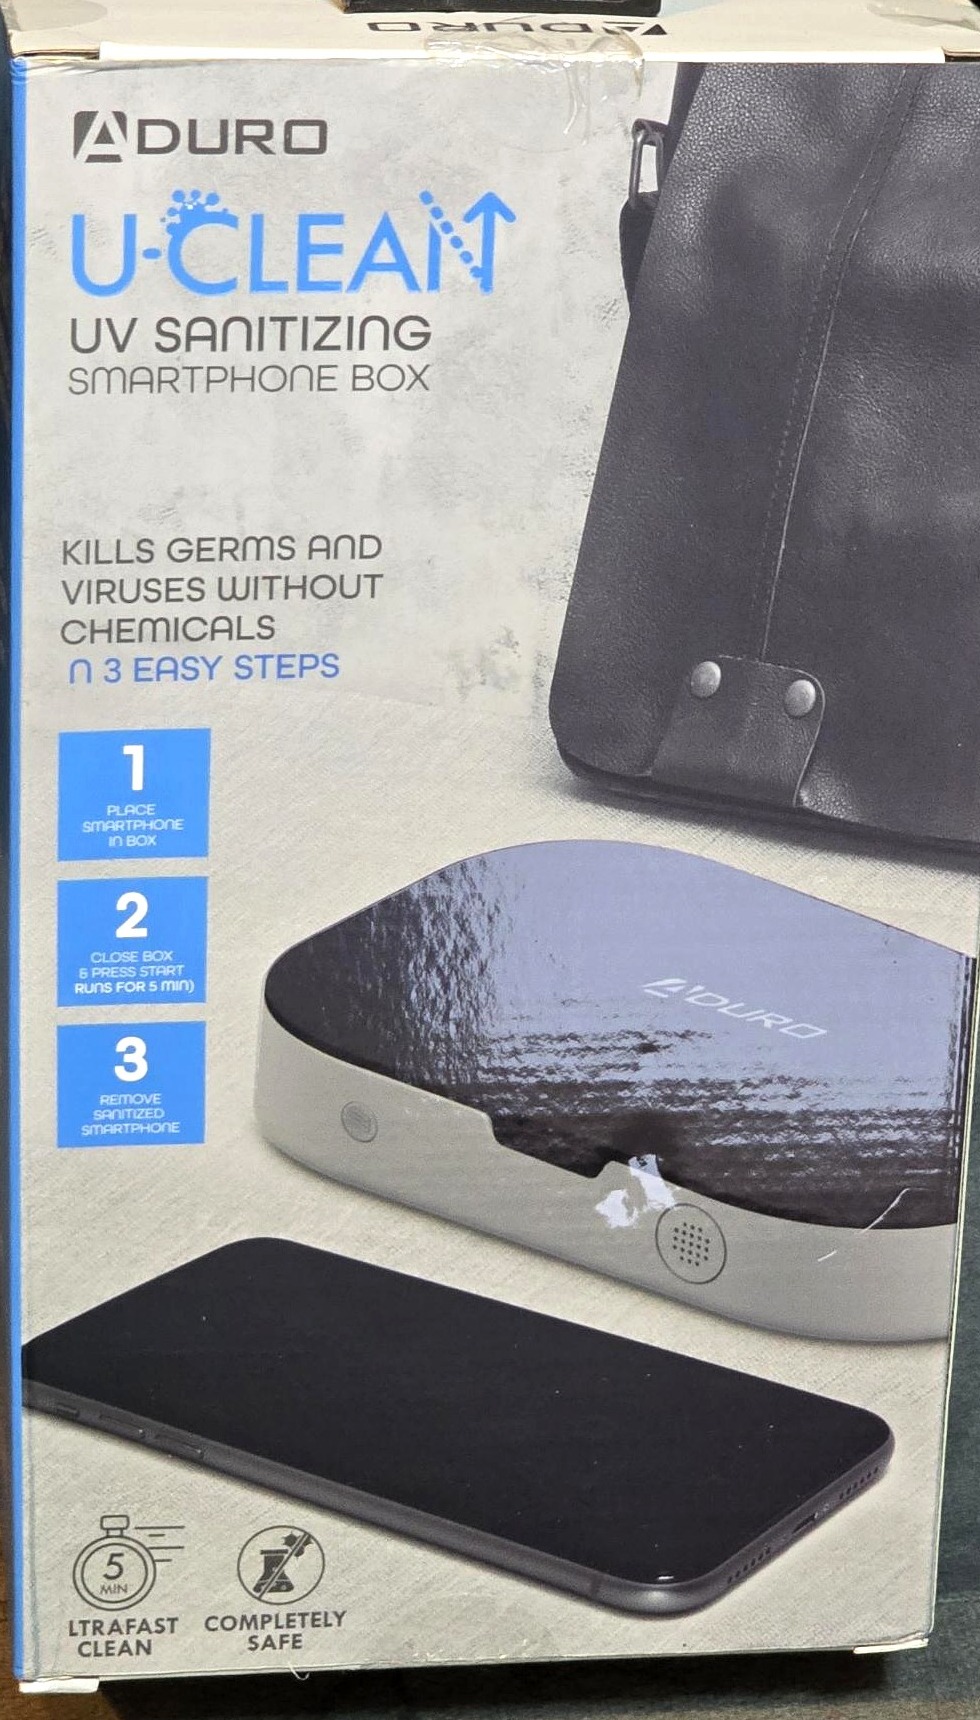 ADURO
ADURO
U-CLEAN
UV SANITIZING
SMARTPHONE BOX
KILLS GERMS AND
VIRUSES WITHOUT
CHEMICALS
N 3 EASY STEPS
1
PLACE
SMARTPHONE
IN BOX
2
CLOSE BOX
& PRESS START
RUNS FOR 5 MIN)
3
REMOVE
SANITIZED
SMARTPHONE
ADURO
5
MIN
LTRAFAST
CLEAN
COMPLETELY
SAFE